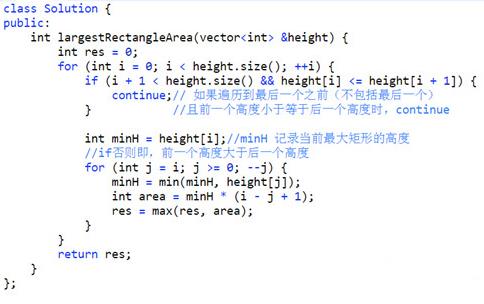 class Solution {
public:
    int largestRectangleArea(vector<int> &height) {
        int res = 0;
        for (int i = 0; i < height.size(); ++i) {
            if (i + 1 < height.size() && height[i] <= height[i + 1]) {
                continue;// 如果遍历到最后一个之前（不包括最后一个）
            }          //且前一个高度小于等于后一个高度时，continue
            int minH = height[i];//minH 记录当前最大矩形的高度
            //if否则即，前一个高度大于后一个高度
            for (int j = i; j >= 0; --j) {
                minH = min(minH, height[j]);
                int area = minH * (i - j + 1);
                res = max(res, area);
            }
        }
        return res;
    }
};